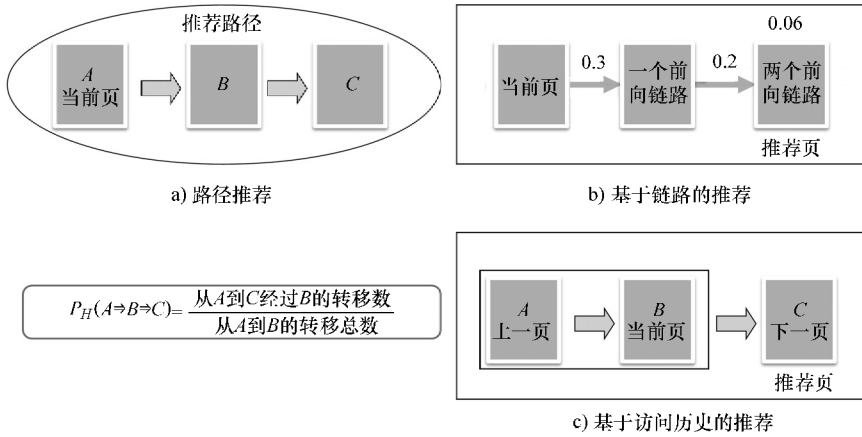 推荐路径
A
当前页
B
C
a) 路径推荐
0.06
当前页
0.3
一个前
向链路
0.2
两个前
向链路
推荐页
b) 基于链路的推荐
P_H(A⇒B⇒C)= 从A到C经过B的转移数
从A到B的转移总数
A
上一页
B
当前页
C
下一页
推荐页
c) 基于访问历史的推荐